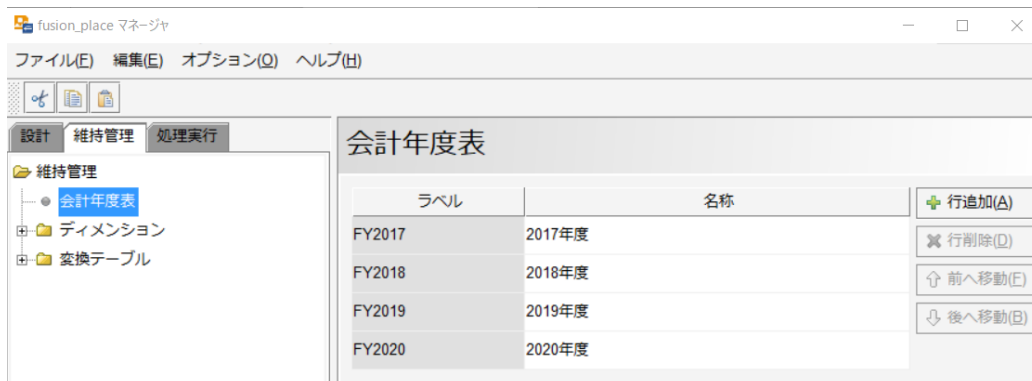 fusion_place マネージャ
ファイル(F) 編集(E) オプション(O) ヘルプ(H)
設計 維持管理 処理実行
維持管理
会計年度表
ディメンション
変換テーブル
会計年度表
ラベル 名称
FY2017 2017年度
FY2018 2018年度
FY2019 2019年度
FY2020 2020年度
行追加(A)
行削除(D)
前へ移動(F)
後へ移動(B)